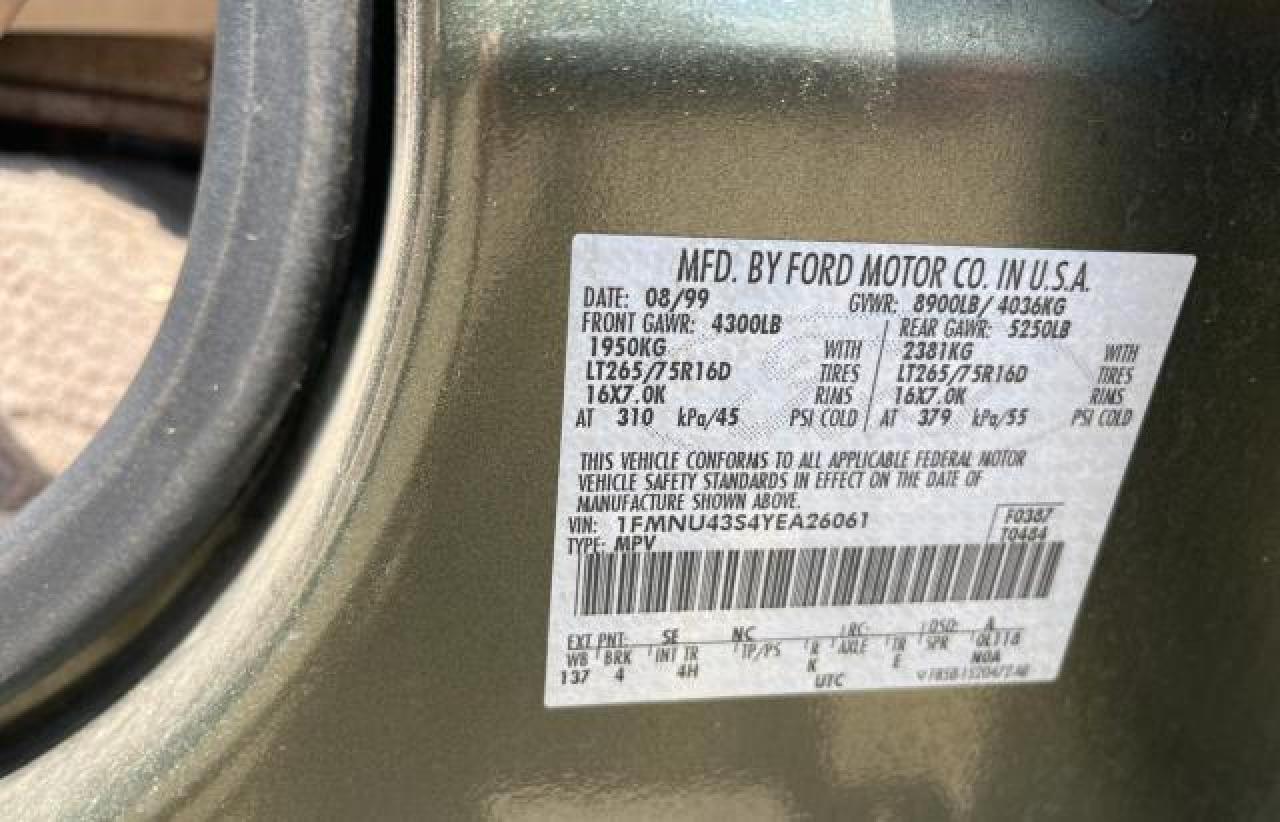 MFD. BY FORD MOTOR CO. IN U.S.A.
DATE: 08/99 GVWR: 8900LB/ 4036KG
FRONT GAWR: 4300LB REAR GAWR: 5250LB
1950KG WITH 2381KG WITH
LT265/75R16D TIRES LT265/75R16D TIRES
16X7.0K RIMS 16X7.0K RIMS
AT 310 kPa/45 PSI COLD AT 379 kPa/55 PSI COLD
THIS VEHICLE CONFORMS TO ALL APPLICABLE FEDERAL MOTOR
VEHICLE SAFETY STANDARDS IN EFFECT ON THE DATE OF
MANUFACTURE SHOWN ABOVE.
VIN: 1FMNU43S4YEA26061 F0387
TYPE: MPV T0484
EXT PNT: SE NC RC: DSO: A
WB BRK INT TR TP/PS R AXLE TR SPR
137 4 4H K E N0A
UTC